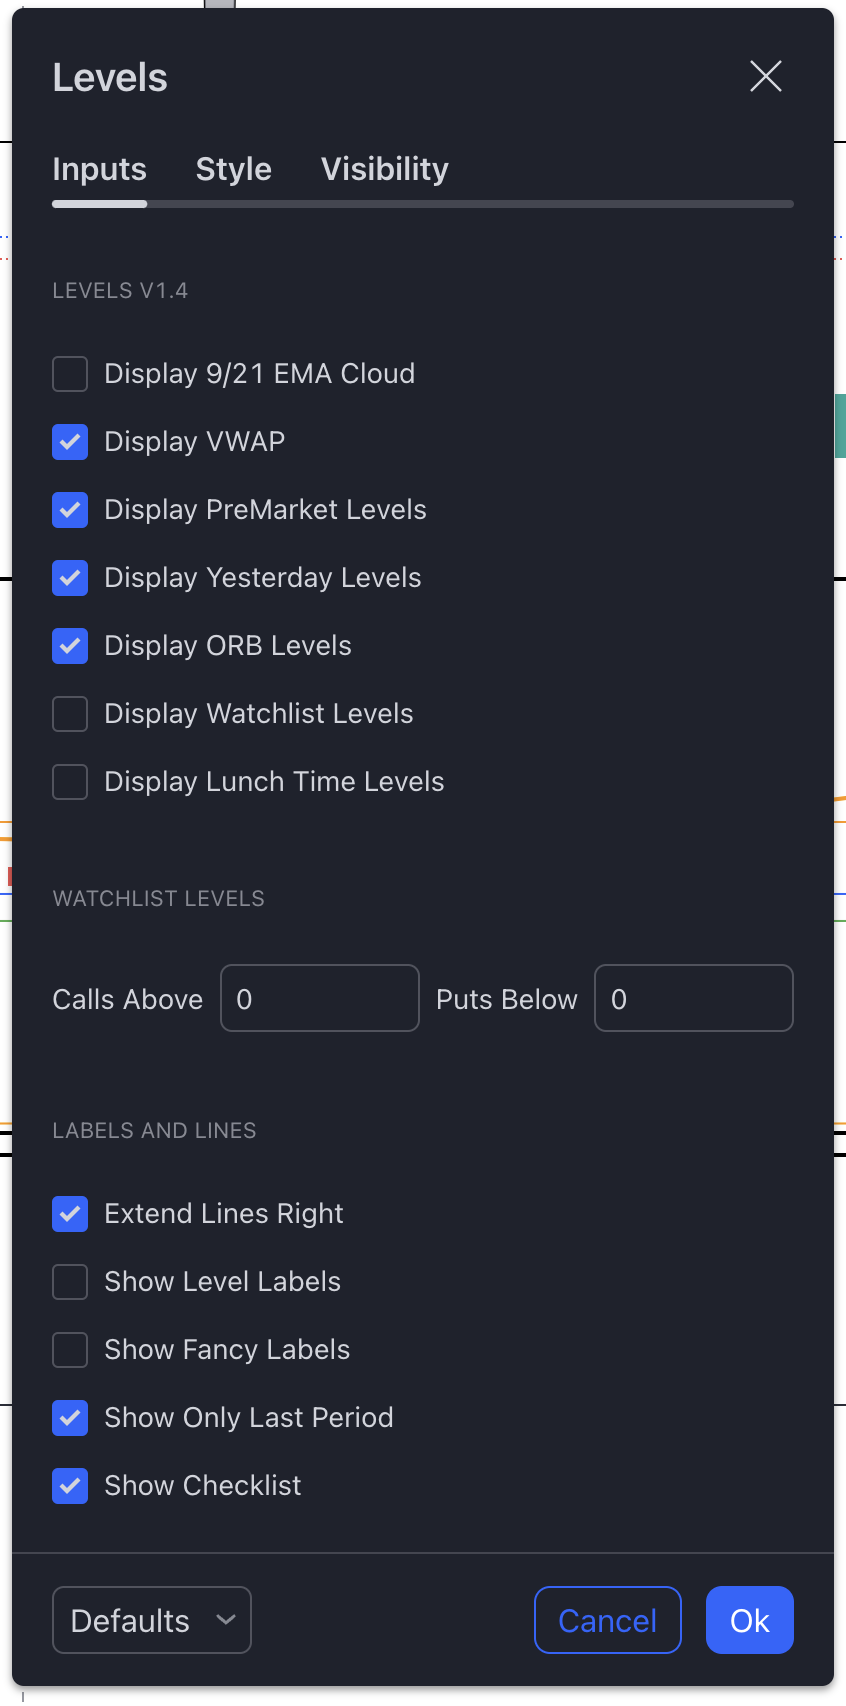 Levels
Inputs Style Visibility
LEVELS V1.4
Display 9/21 EMA Cloud
Display VWAP
Display PreMarket Levels
Display Yesterday Levels
Display ORB Levels
Display Watchlist Levels
Display Lunch Time Levels
WATCHLIST LEVELS
Calls Above 0 Puts Below 0
LABELS AND LINES
Extend Lines Right
Show Level Labels
Show Fancy Labels
Show Only Last Period
Show Checklist
Defaults Cancel Ok